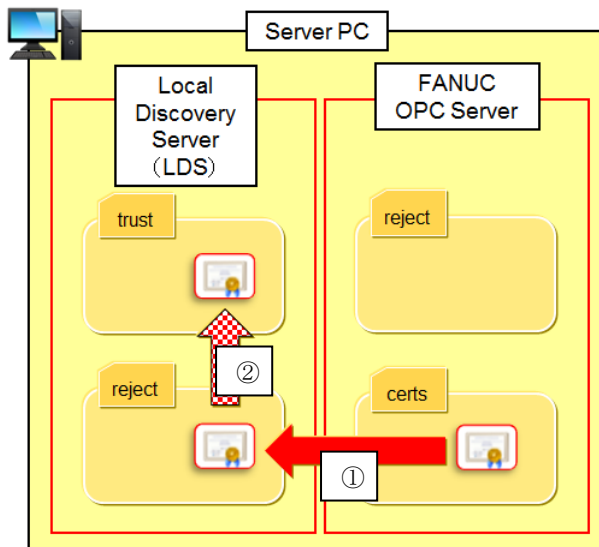 Server PC
Local
Discovery
Server
（LDS）
FANUC
OPC Server
trust
reject
②
reject
certs
①